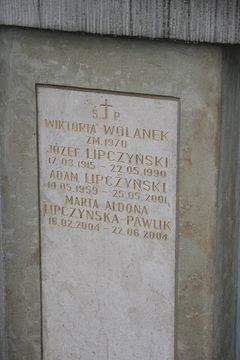 Ś. † P.
WIKTORIA WOLANEK
ZM. 1970
JÓZEF LIPCZYŃSKI
17.03.1915 - 22.05.1990
ADAM LIPCZYŃSKI
14.05.1959 - 25.05.2001
MARTA ALDONA
LIPCZYŃSKA-PAWLIK
16.02.2004 - 22.06.2004